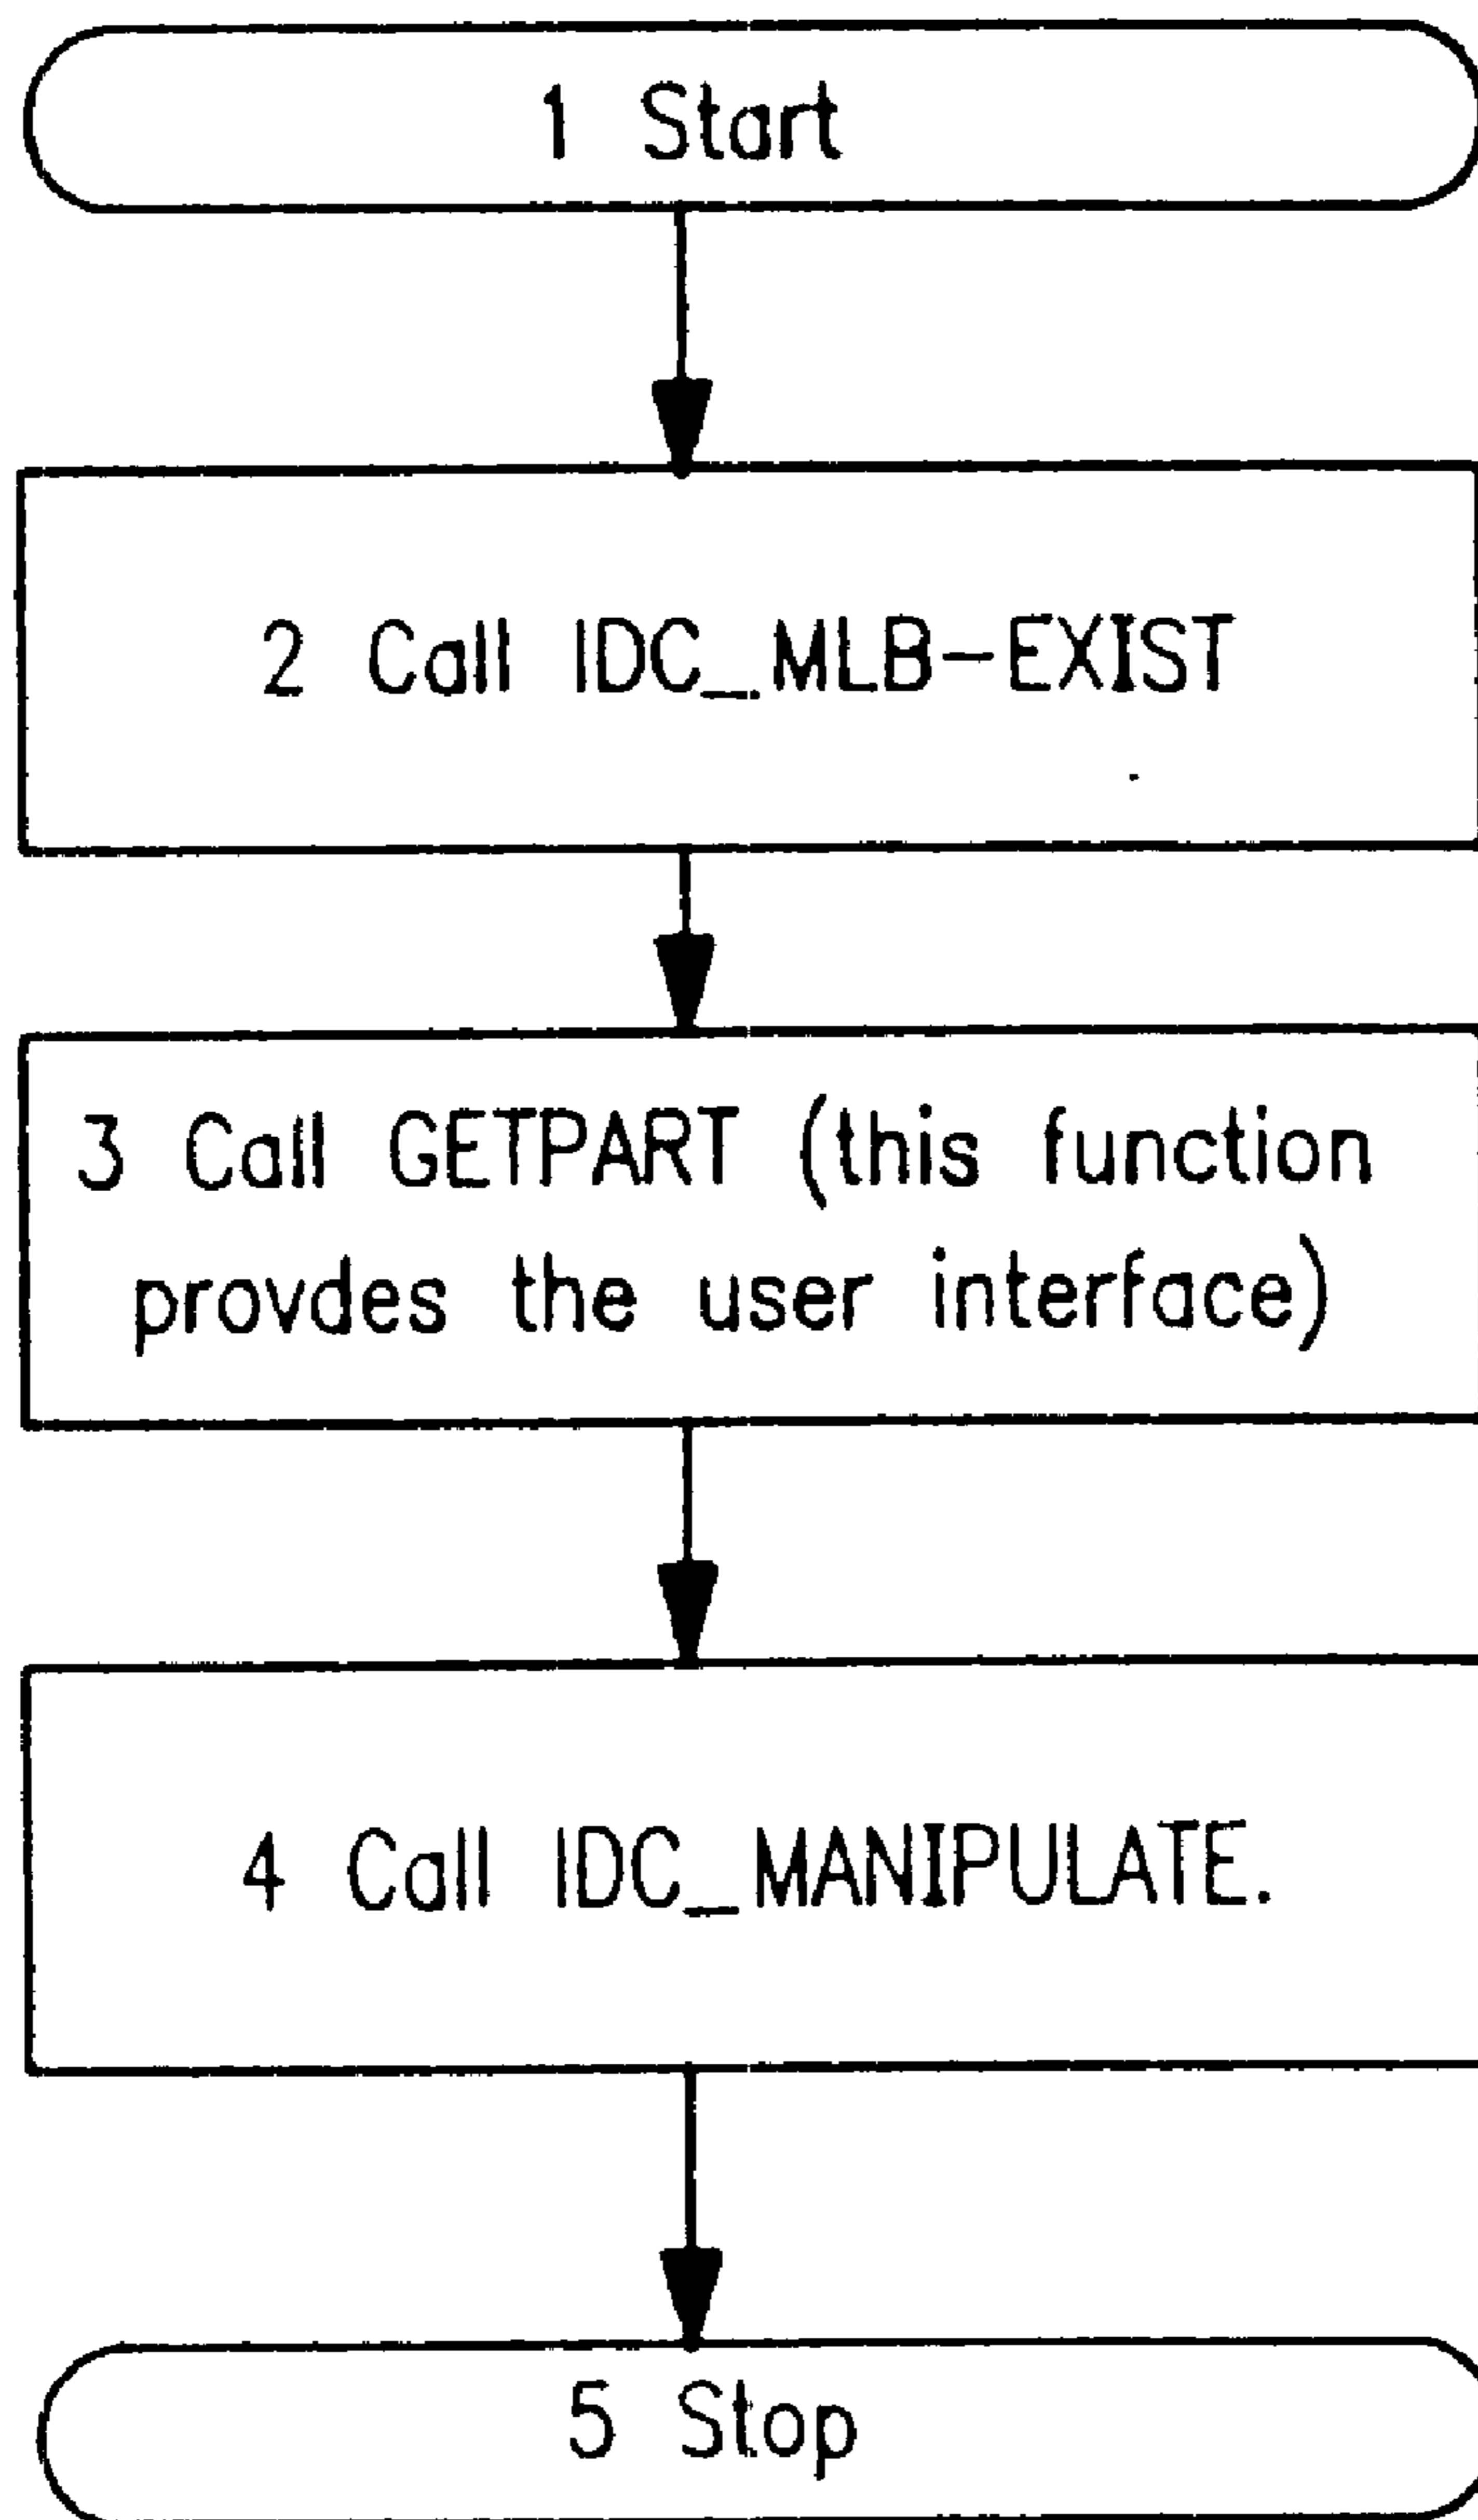 1 Start
2 Call IDC_MLB-EXIST
3 Call GETPART (this function
provdes the user interface)
4 Call IDC_MANIPULATE.
5 Stop